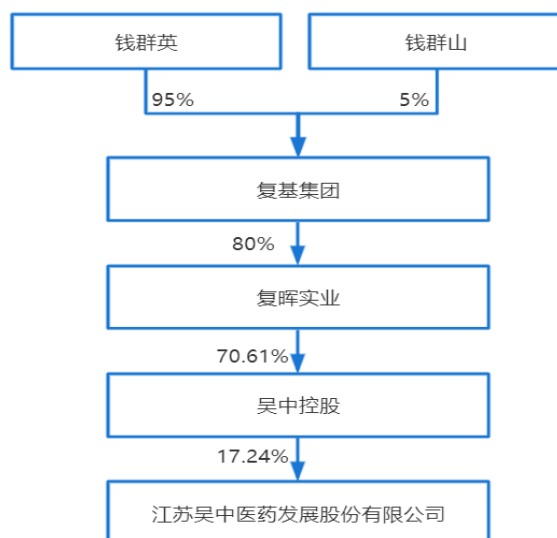 钱群英
钱群山
95%
5%
复基集团
80%
复晖实业
70.61%
吴中控股
17.24%
江苏吴中医药发展股份有限公司